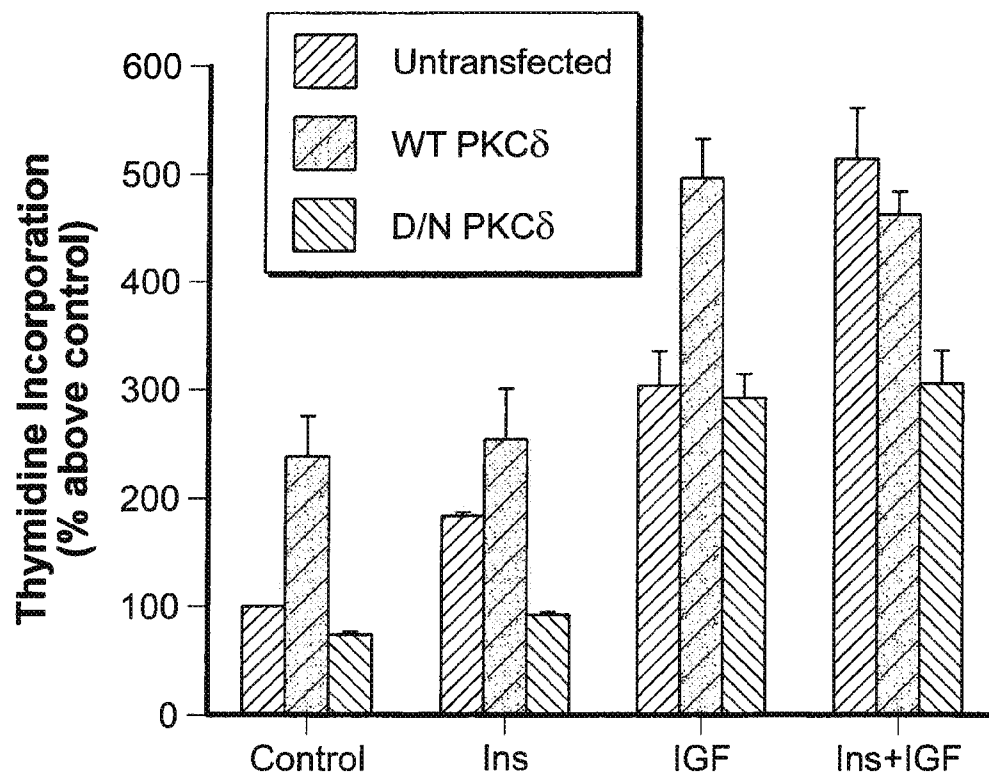 Untransfected
WT PKCδ
D/N PKCδ
Thymidine Incorporation
(% above control)
600
500
400
300
200
100
0
Control Ins IGF Ins+IGF